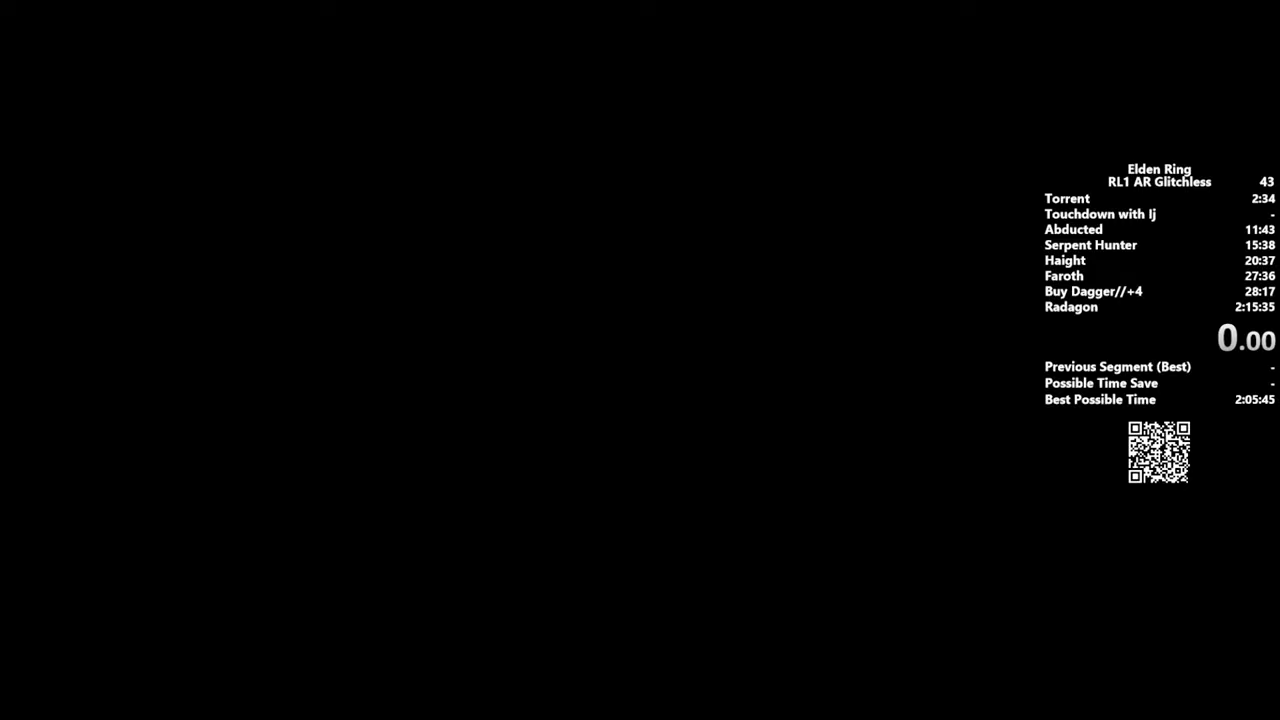 Elden Ring
RL1 AR Glitchless 43
Torrent 2:34
Touchdown with Ij -
Abducted 11:43
Serpent Hunter 15:38
Haight 20:37
Faroth 27:36
Buy Dagger//+4 28:17
Radagon 2:15:35
0.00
Previous Segment (Best) -
Possible Time Save -
Best Possible Time 2:05:45